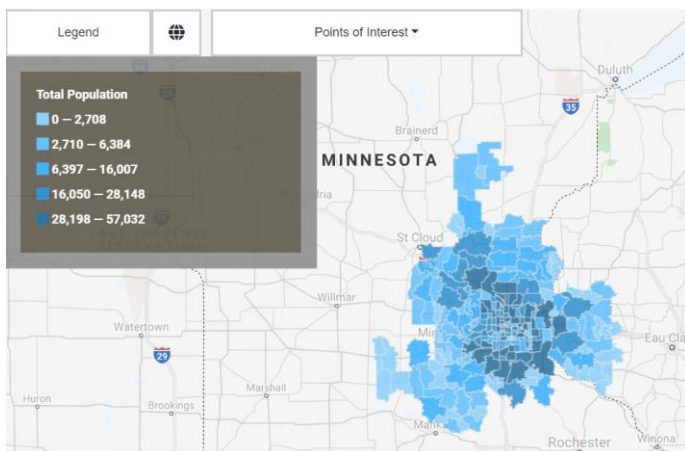 Legend
Points of Interest
Total Population
0 — 2,708
2,710 — 6,384
6,397 — 16,007
16,050 — 28,148
28,198 — 57,032
Duluth
35
Brainerd
MINNESOTA
St Cloud
Willmar
Watertown
29
Eau Cla
Huron
Brookings
Marshall
Manka
Rochester
Winona